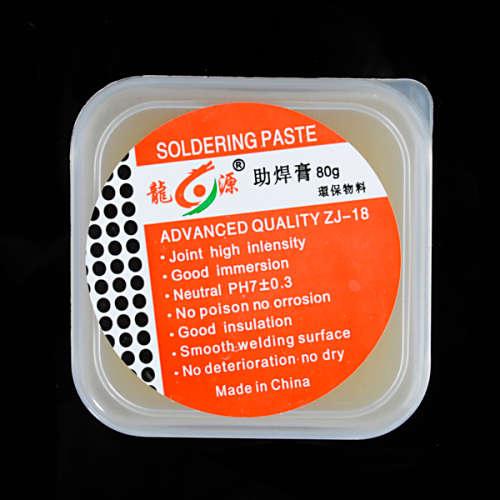 SOLDERING PASTE
龍源® 助焊膏 80g
環保物料
ADVANCED QUALITY ZJ-18
• Joint high inlensity
• Good immersion
• Neutral PH7±0.3
• No poison no orrosion
• Good insulation
• Smooth welding surface
• No deterioration no dry
Made in China